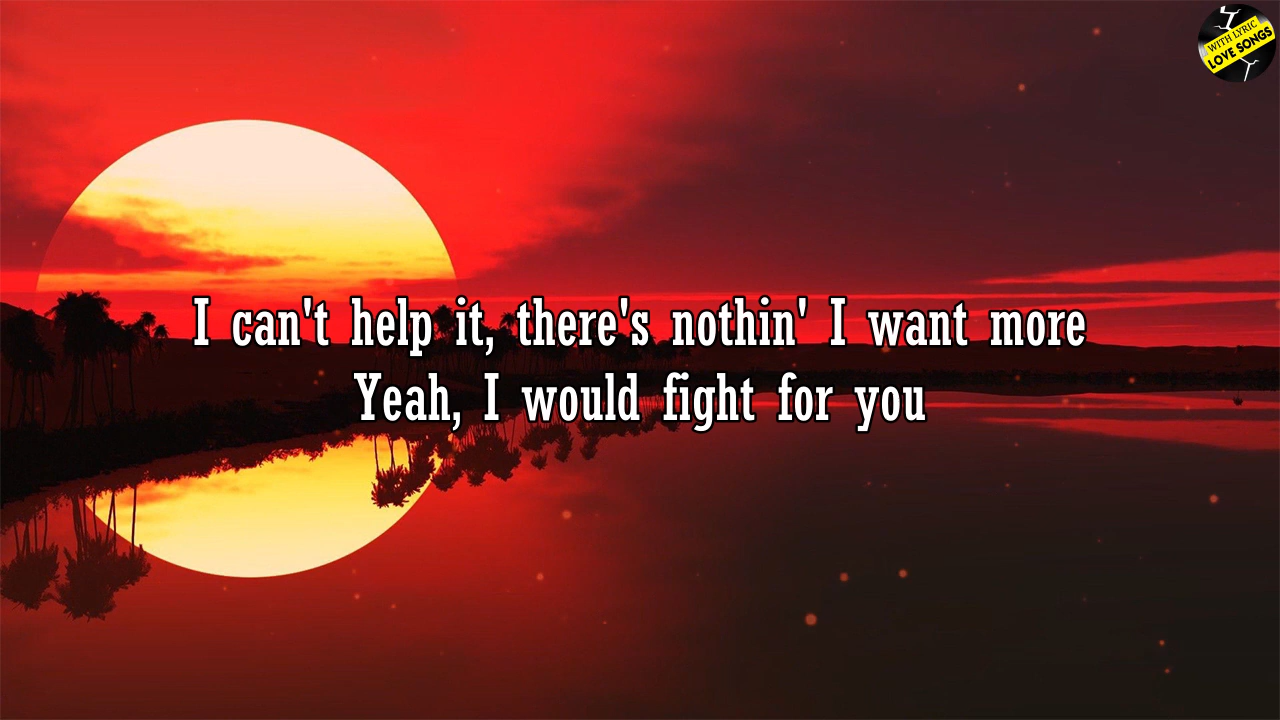 WITH LYRIC
LOVE SONGS
I can't help it, there's nothin' I want more
Yeah, I would fight for you